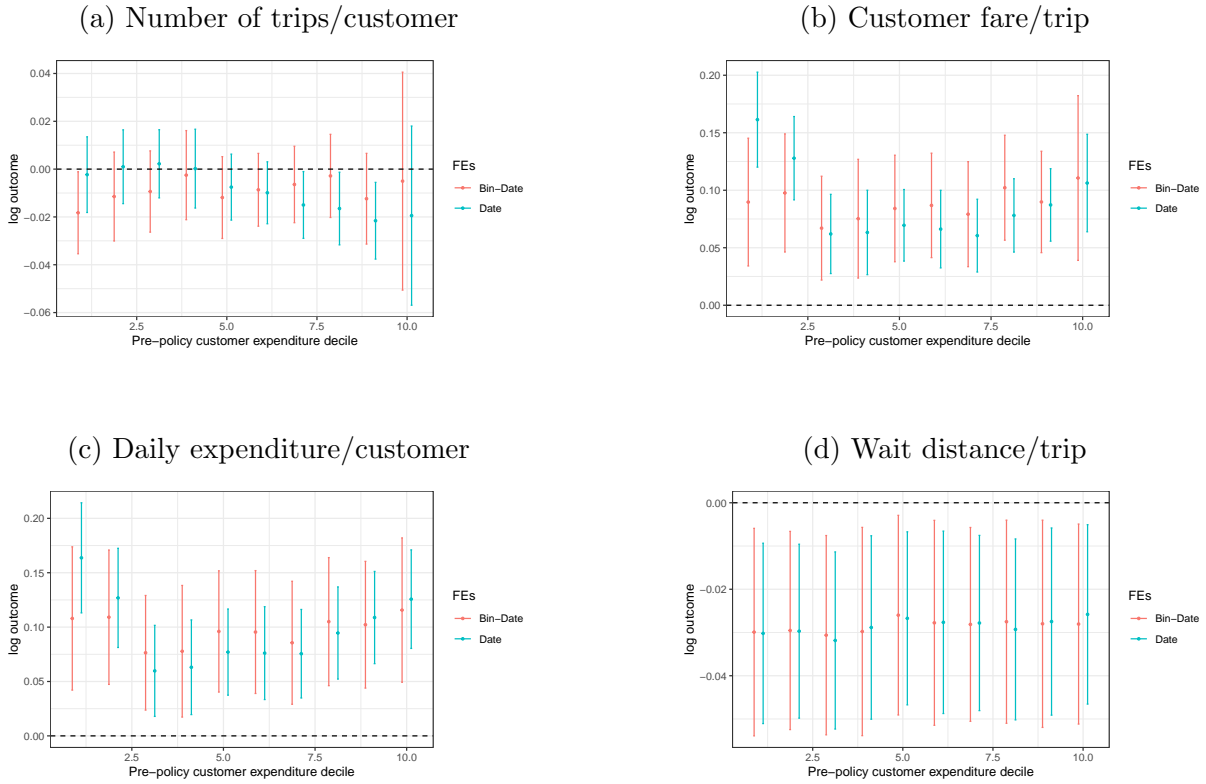 (a) Number of trips/customer
0.04
0.02
0.00
−0.02
−0.04
−0.06
log outcome
2.5 5.0 7.5 10.0
Pre−policy customer expenditure decile
FEs
Bin−Date
Date
(b) Customer fare/trip
0.20
0.15
0.10
0.05
0.00
log outcome
2.5 5.0 7.5 10.0
Pre−policy customer expenditure decile
FEs
Bin−Date
Date
(c) Daily expenditure/customer
0.20
0.15
0.10
0.05
0.00
log outcome
2.5 5.0 7.5 10.0
Pre−policy customer expenditure decile
FEs
Bin−Date
Date
(d) Wait distance/trip
0.00
−0.02
−0.04
log outcome
2.5 5.0 7.5 10.0
Pre−policy customer expenditure decile
FEs
Bin−Date
Date